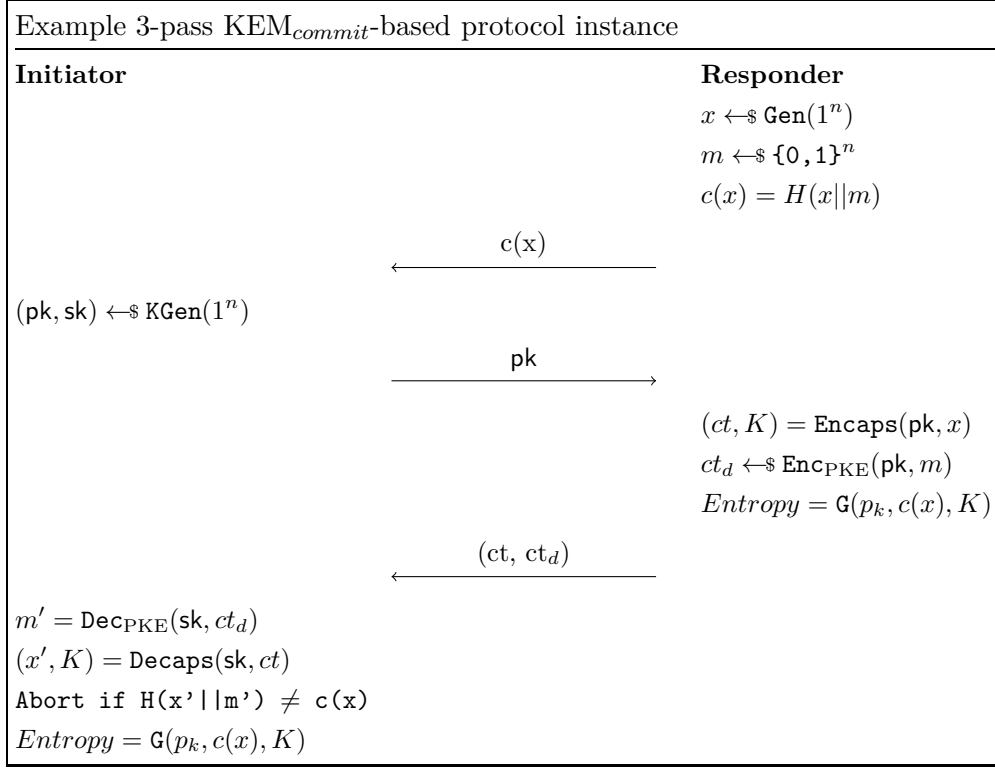 Example 3-pass KEM_commit-based protocol instance
Initiator Responder
x ←$ Gen(1^n)
m ←$ {0,1}^n
c(x) = H(x||m)
c(x)
(pk, sk) ←$ KGen(1^n)
pk
(ct, K) = Encaps(pk, x)
ct_d ←$ Enc_PKE(pk, m)
Entropy = G(p_k, c(x), K)
(ct, ct_d)
m′ = Dec_PKE(sk, ct_d)
(x′, K) = Decaps(sk, ct)
Abort if H(x'||m') ≠ c(x)
Entropy = G(p_k, c(x), K)